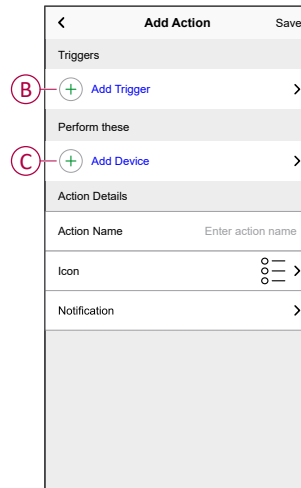 Add Action Save
Triggers
B Add Trigger
Perform these
C Add Device
Action Details
Action Name Enter action name
Icon
Notification